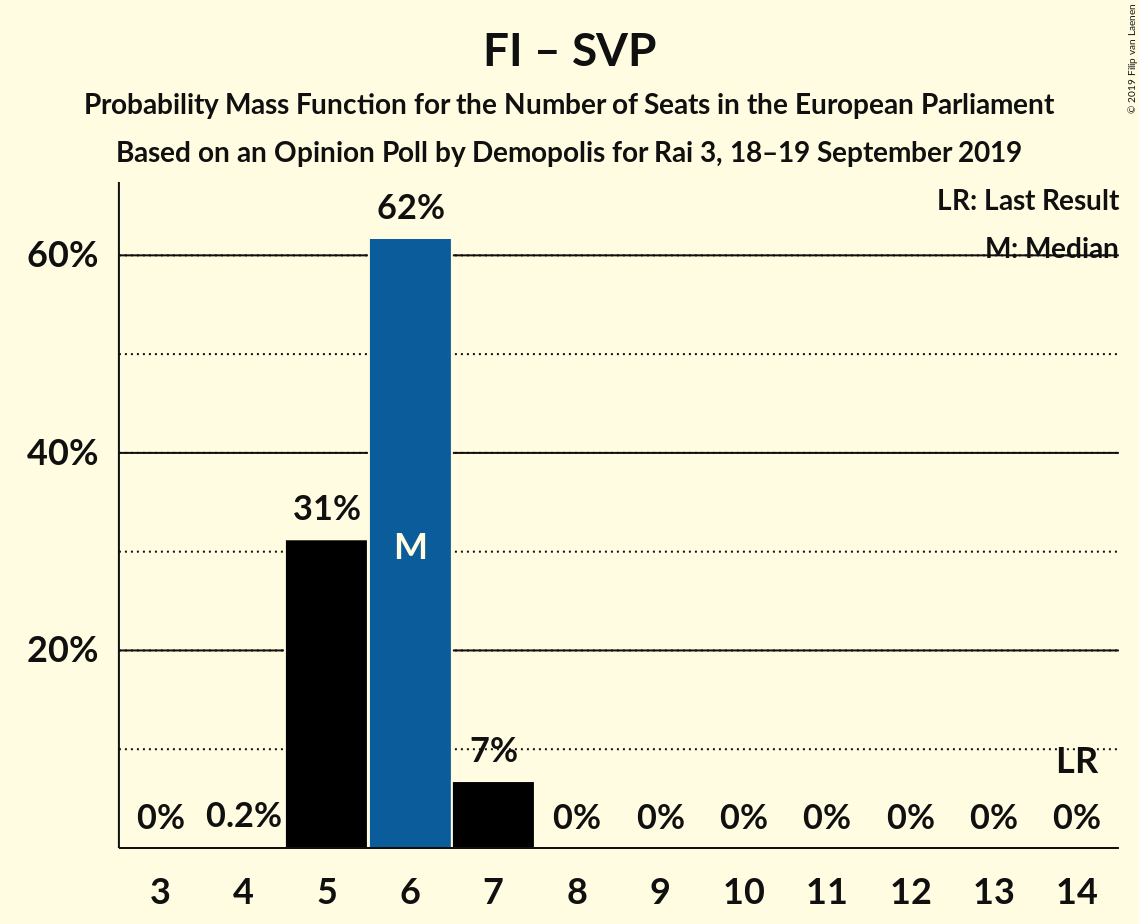 FI – SVP
Probability Mass Function for the Number of Seats in the European Parliament
Based on an Opinion Poll by Demopolis for Rai 3, 18–19 September 2019
© 2019 Filip van Laenen
LR: Last Result
M: Median
60%
40%
20%
0%
0.2%
31%
62%
M
7%
0%
0%
0%
0%
0%
0%
LR
0%
3 4 5 6 7 8 9 10 11 12 13 14